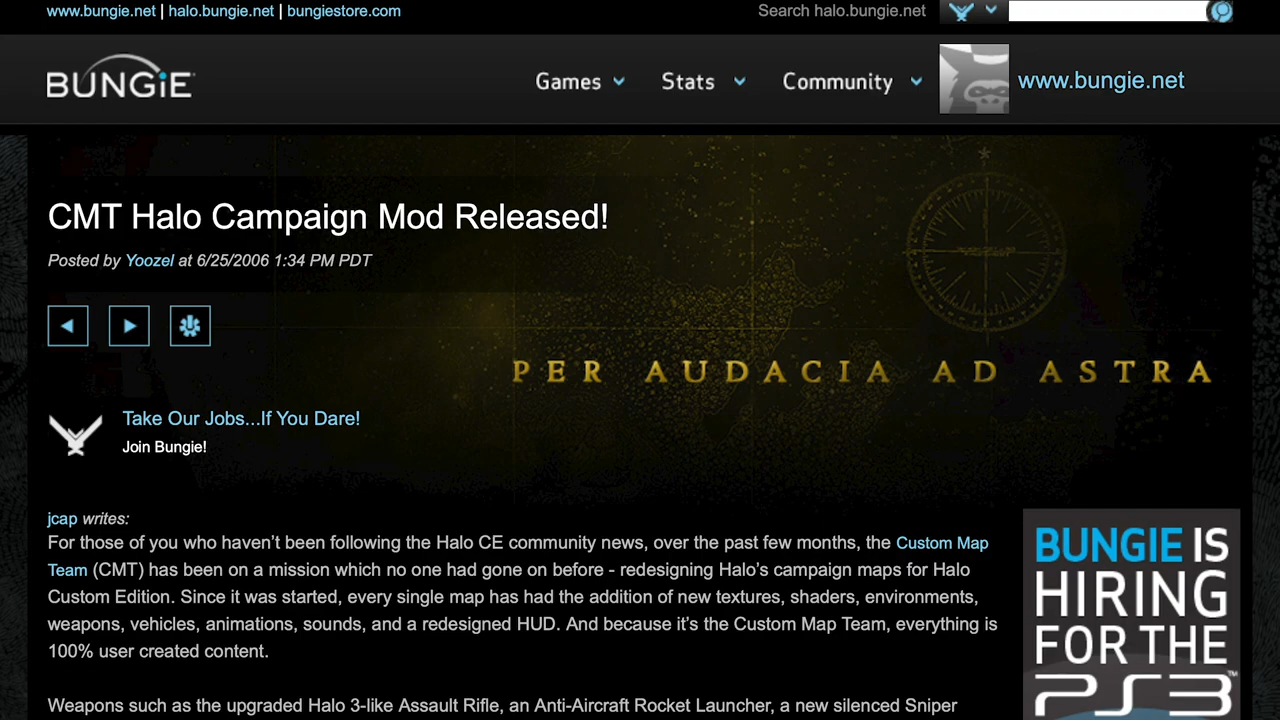 www.bungie.net | halo.bungie.net | bungiestore.com
Search halo.bungie.net
BUNGiE
Games
Stats
Community
www.bungie.net
CMT Halo Campaign Mod Released!
Posted by Yoozel at 6/25/2006 1:34 PM PDT
PER AUDACIA AD ASTRA
Take Our Jobs...If You Dare!
Join Bungie!
jcap writes:
For those of you who haven't been following the Halo CE community news, over the past few months, the Custom Map
Team (CMT) has been on a mission which no one had gone on before - redesigning Halo's campaign maps for Halo
Custom Edition. Since it was started, every single map has had the addition of new textures, shaders, environments,
weapons, vehicles, animations, sounds, and a redesigned HUD. And because it's the Custom Map Team, everything is
100% user created content.
Weapons such as the upgraded Halo 3-like Assault Rifle, an Anti-Aircraft Rocket Launcher, a new silenced Sniper
BUNGIE IS
HIRING
FOR THE
PS3™